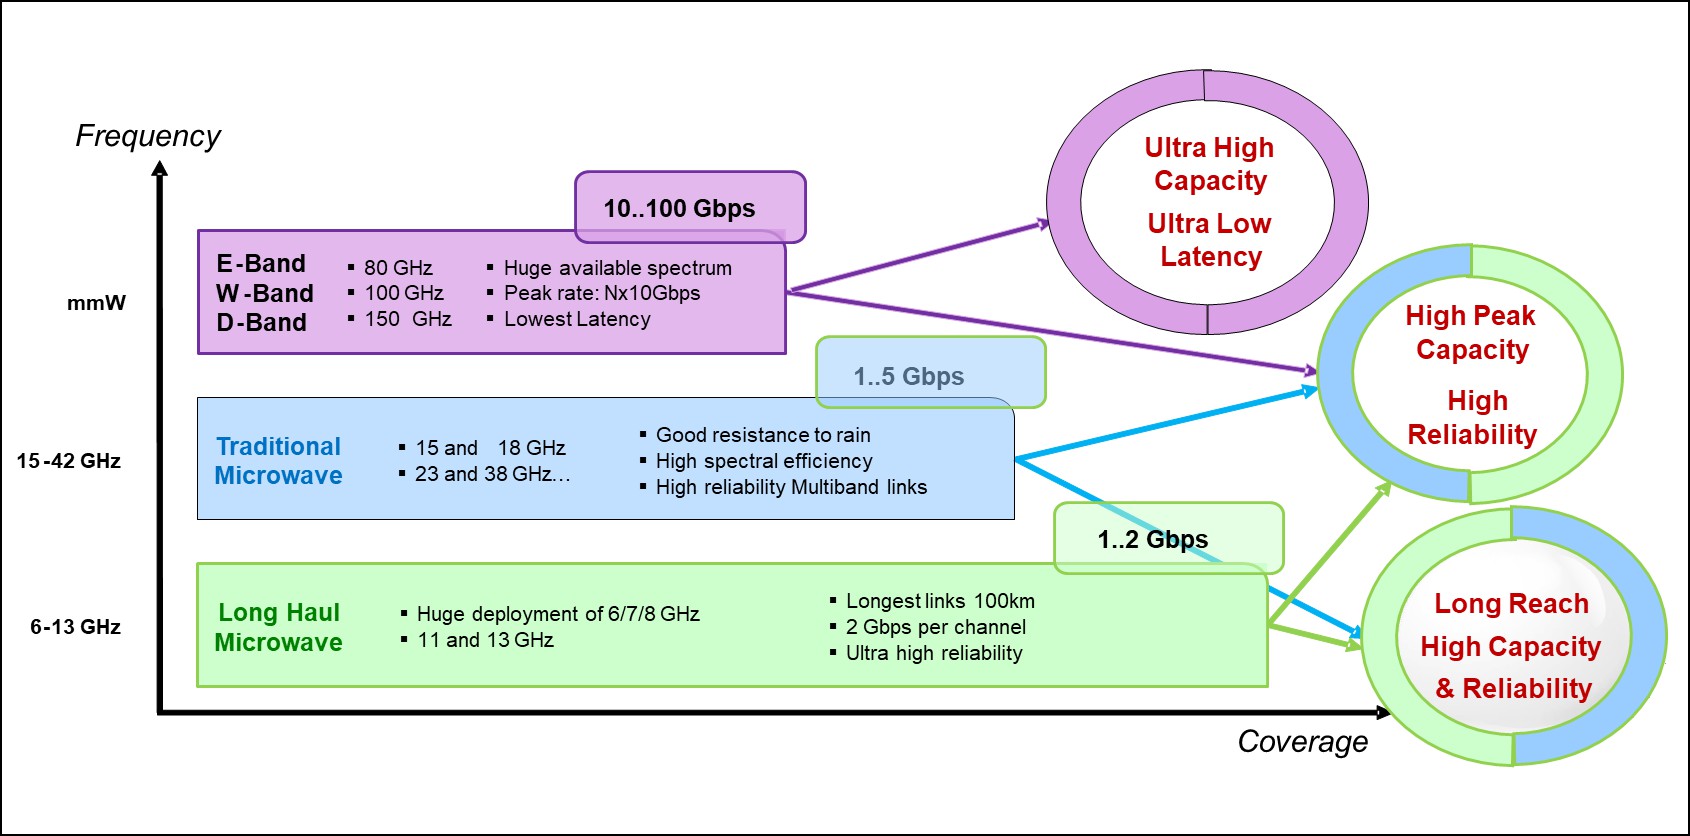 Frequency
mmW
15-42 GHz
6-13 GHz
10..100 Gbps
E-Band
W-Band
D-Band
▪ 80 GHz
▪ 100 GHz
▪ 150 GHz
▪ Huge available spectrum
▪ Peak rate: Nx10Gbps
▪ Lowest Latency
1..5 Gbps
Traditional
Microwave
▪ 15 and 18 GHz
▪ 23 and 38 GHz...
▪ Good resistance to rain
▪ High spectral efficiency
▪ High reliability Multiband links
1..2 Gbps
Long Haul
Microwave
▪ Huge deployment of 6/7/8 GHz
▪ 11 and 13 GHz
▪ Longest links 100km
▪ 2 Gbps per channel
▪ Ultra high reliability
Ultra High
Capacity
Ultra Low
Latency
High Peak
Capacity
High
Reliability
Long Reach
High Capacity
& Reliability
Coverage